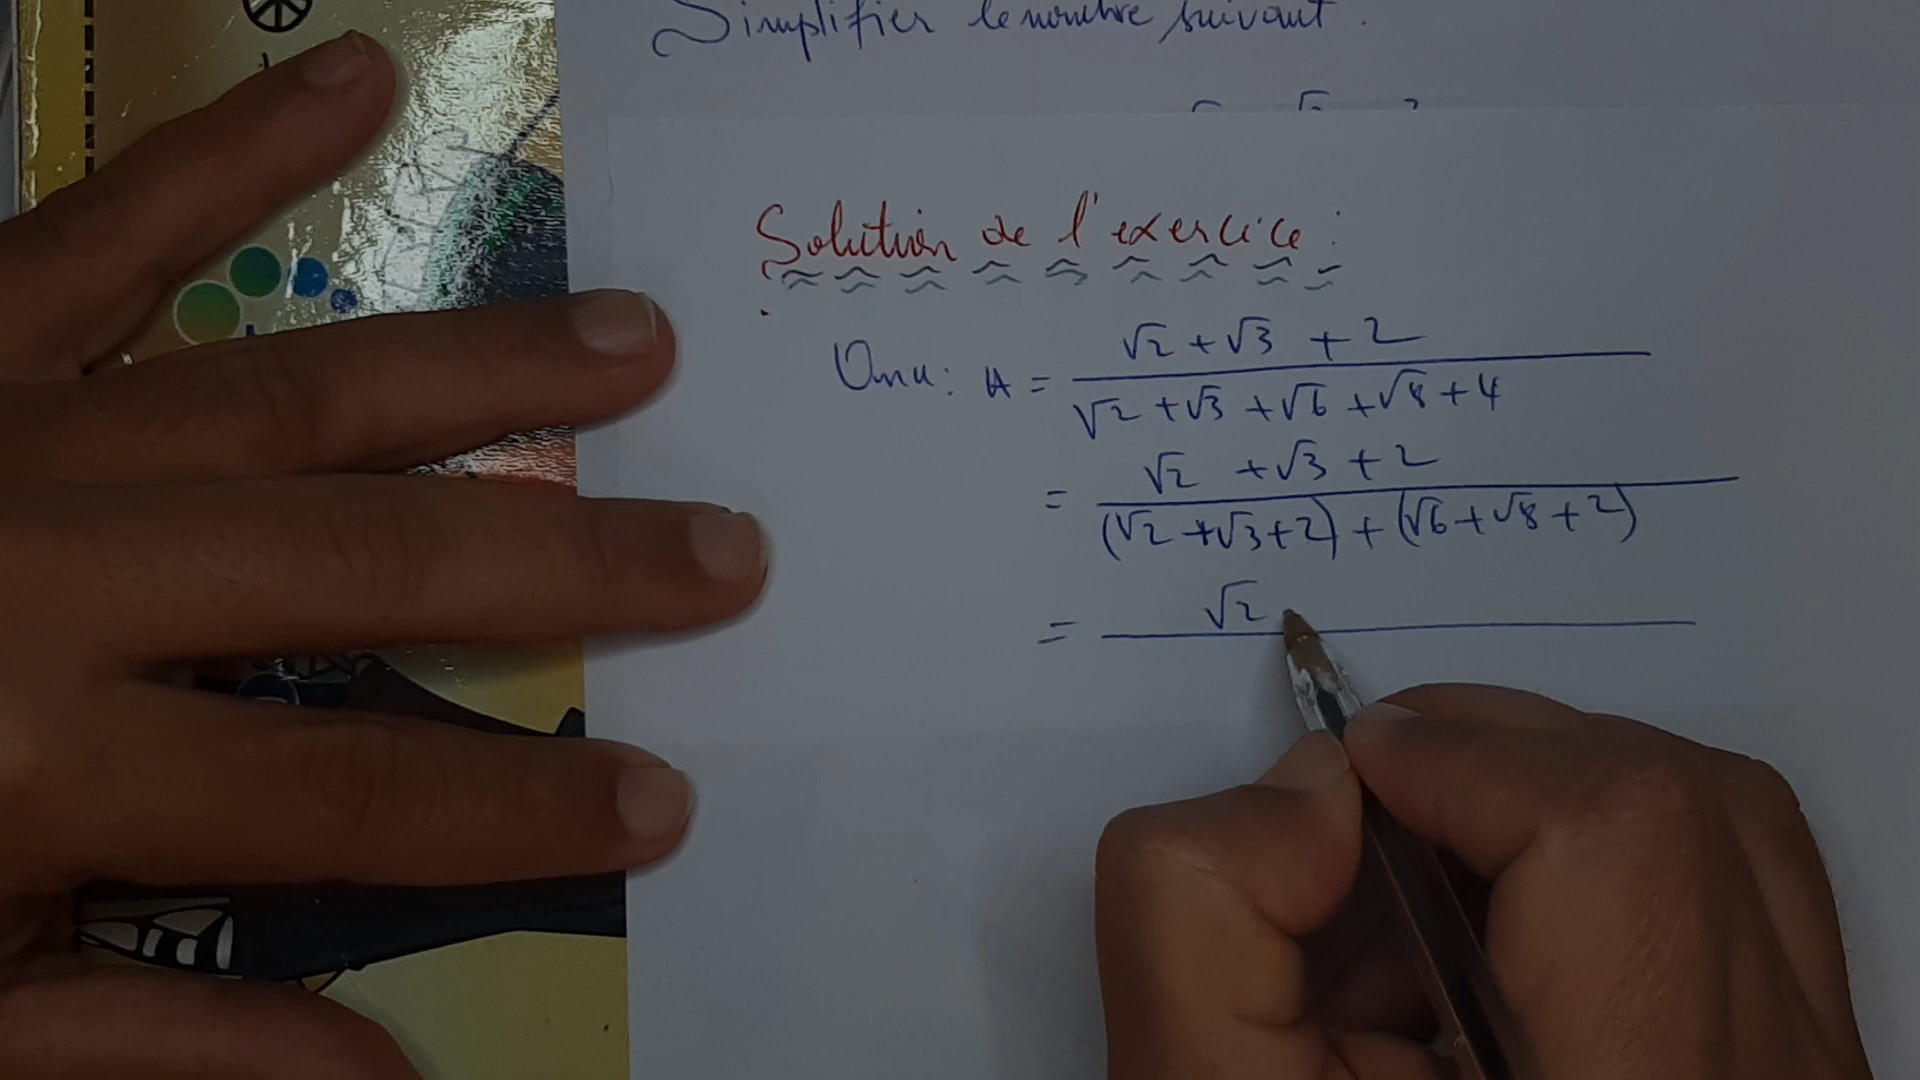 Simplifier le nombre suivant.
Solution de l'exercice :
On a : A = √2 + √3 + 2 / √2 + √3 + √6 + √8 + 4
= √2 + √3 + 2 / (√2 + √3 + 2) + (√6 + √8 + 2)
= √2